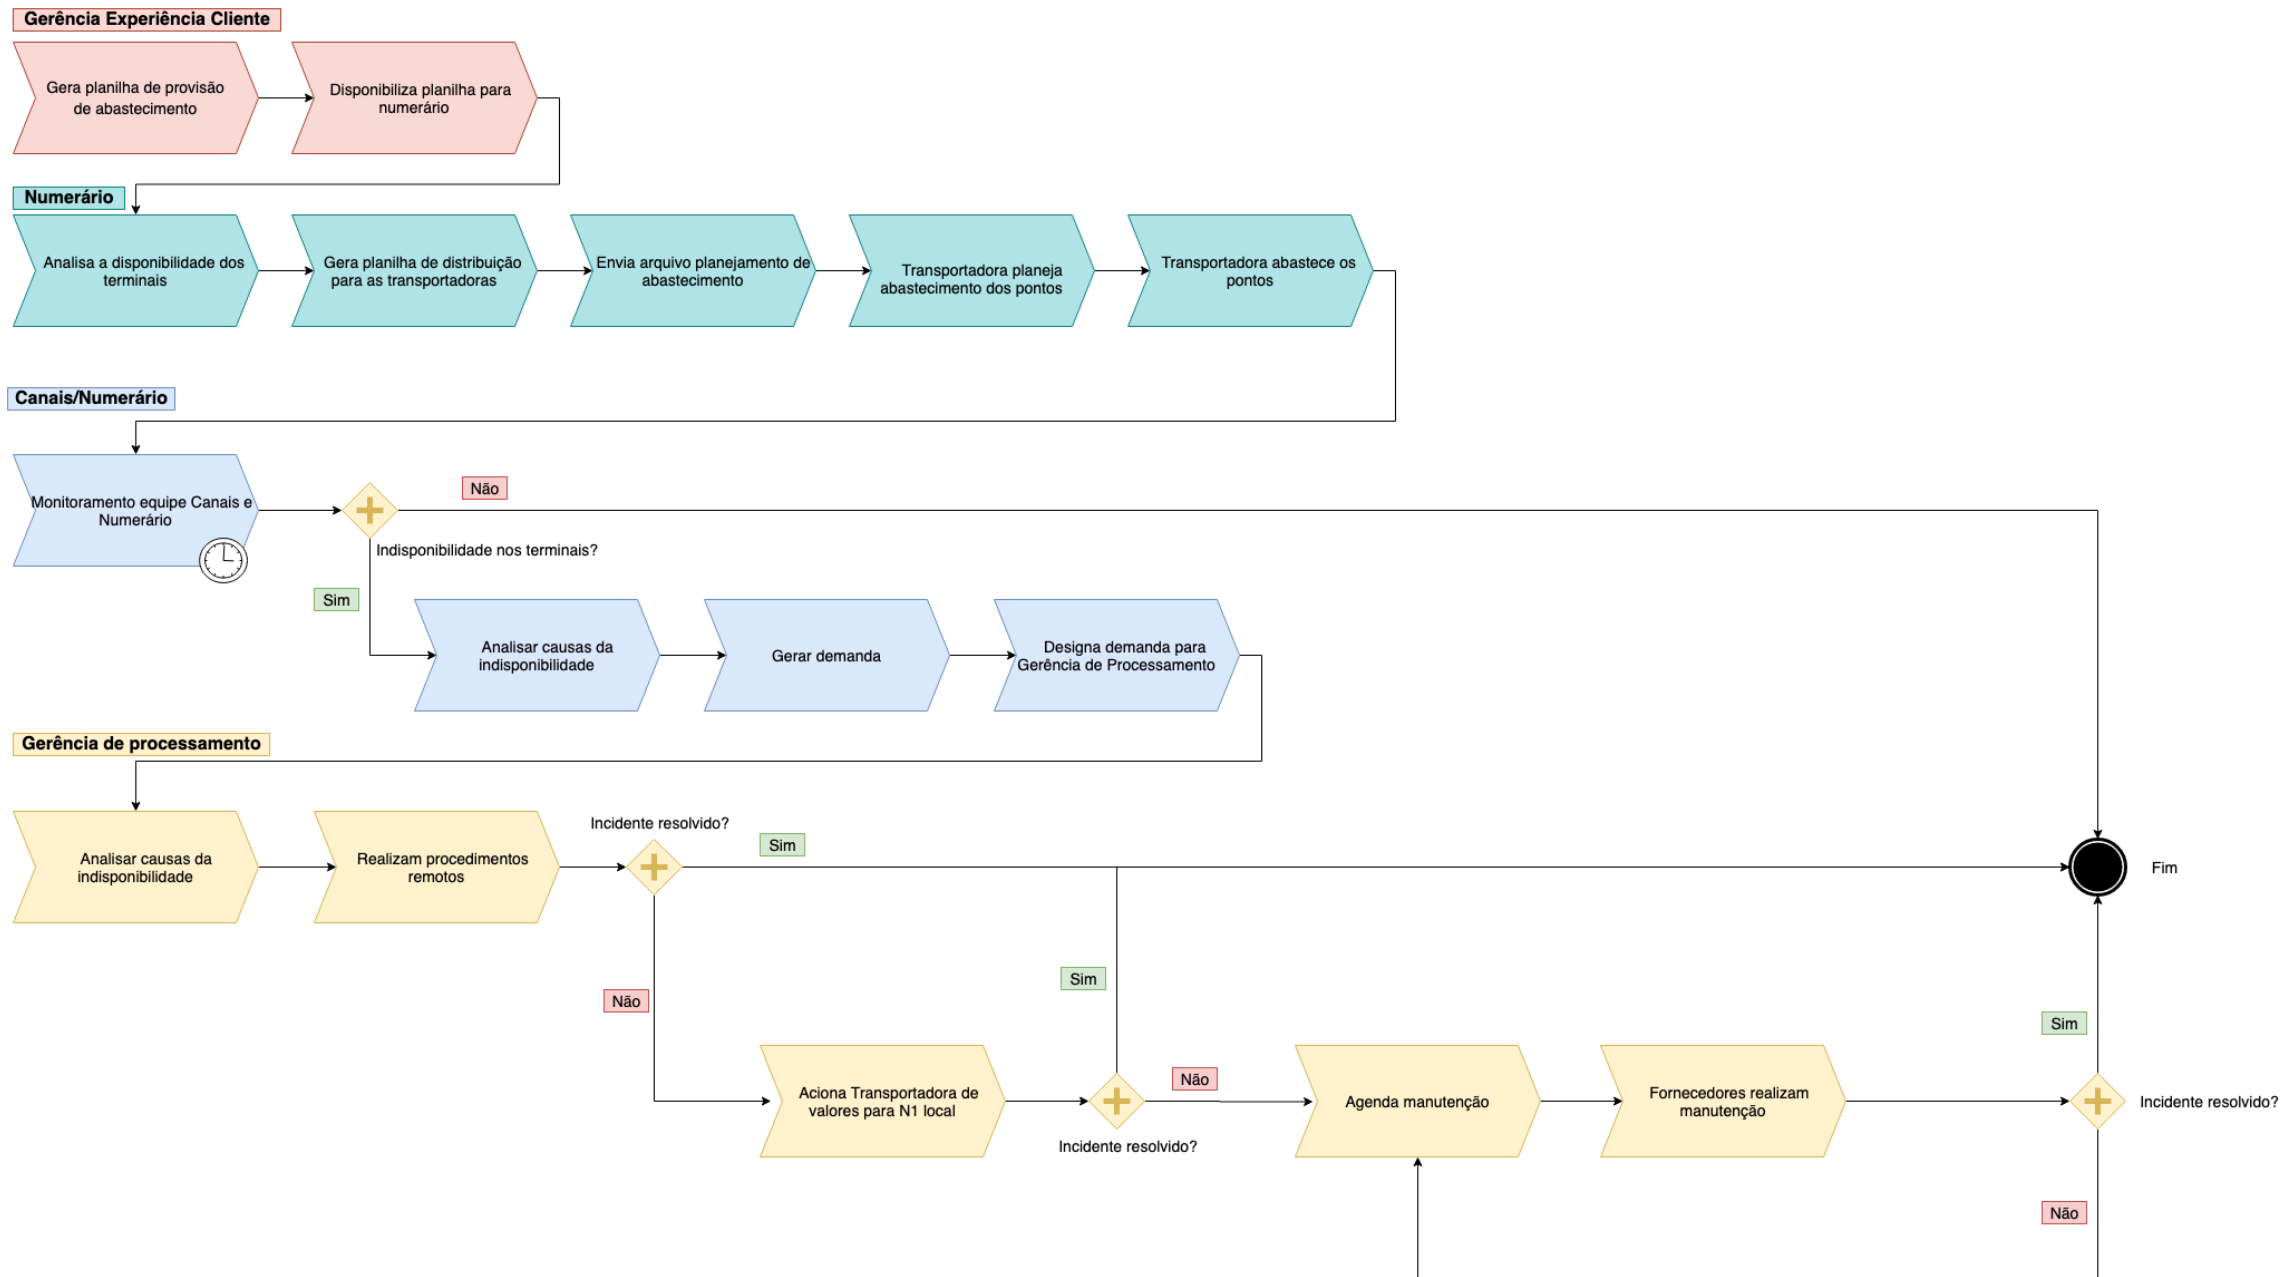 Gerência Experiência Cliente
Gera planilha de provisão
de abastecimento
Disponibiliza planilha para
numerário
Numerário
Analisa a disponibilidade dos
terminais
Gera planilha de distribuição
para as transportadoras
Envia arquivo planejamento de
abastecimento
Transportadora planeja
abastecimento dos pontos
Transportadora abastece os
pontos
Canais/Numerário
Monitoramento equipe Canais e
Numerário
Não
Indisponibilidade nos terminais?
Sim
Analisar causas da
indisponibilidade
Gerar demanda
Designa demanda para
Gerência de Processamento
Gerência de processamento
Analisar causas da
indisponibilidade
Realizam procedimentos
remotos
Incidente resolvido?
Sim
Fim
Não
Sim
Aciona Transportadora de
valores para N1 local
Incidente resolvido?
Não
Agenda manutenção
Fornecedores realizam
manutenção
Sim
Incidente resolvido?
Não